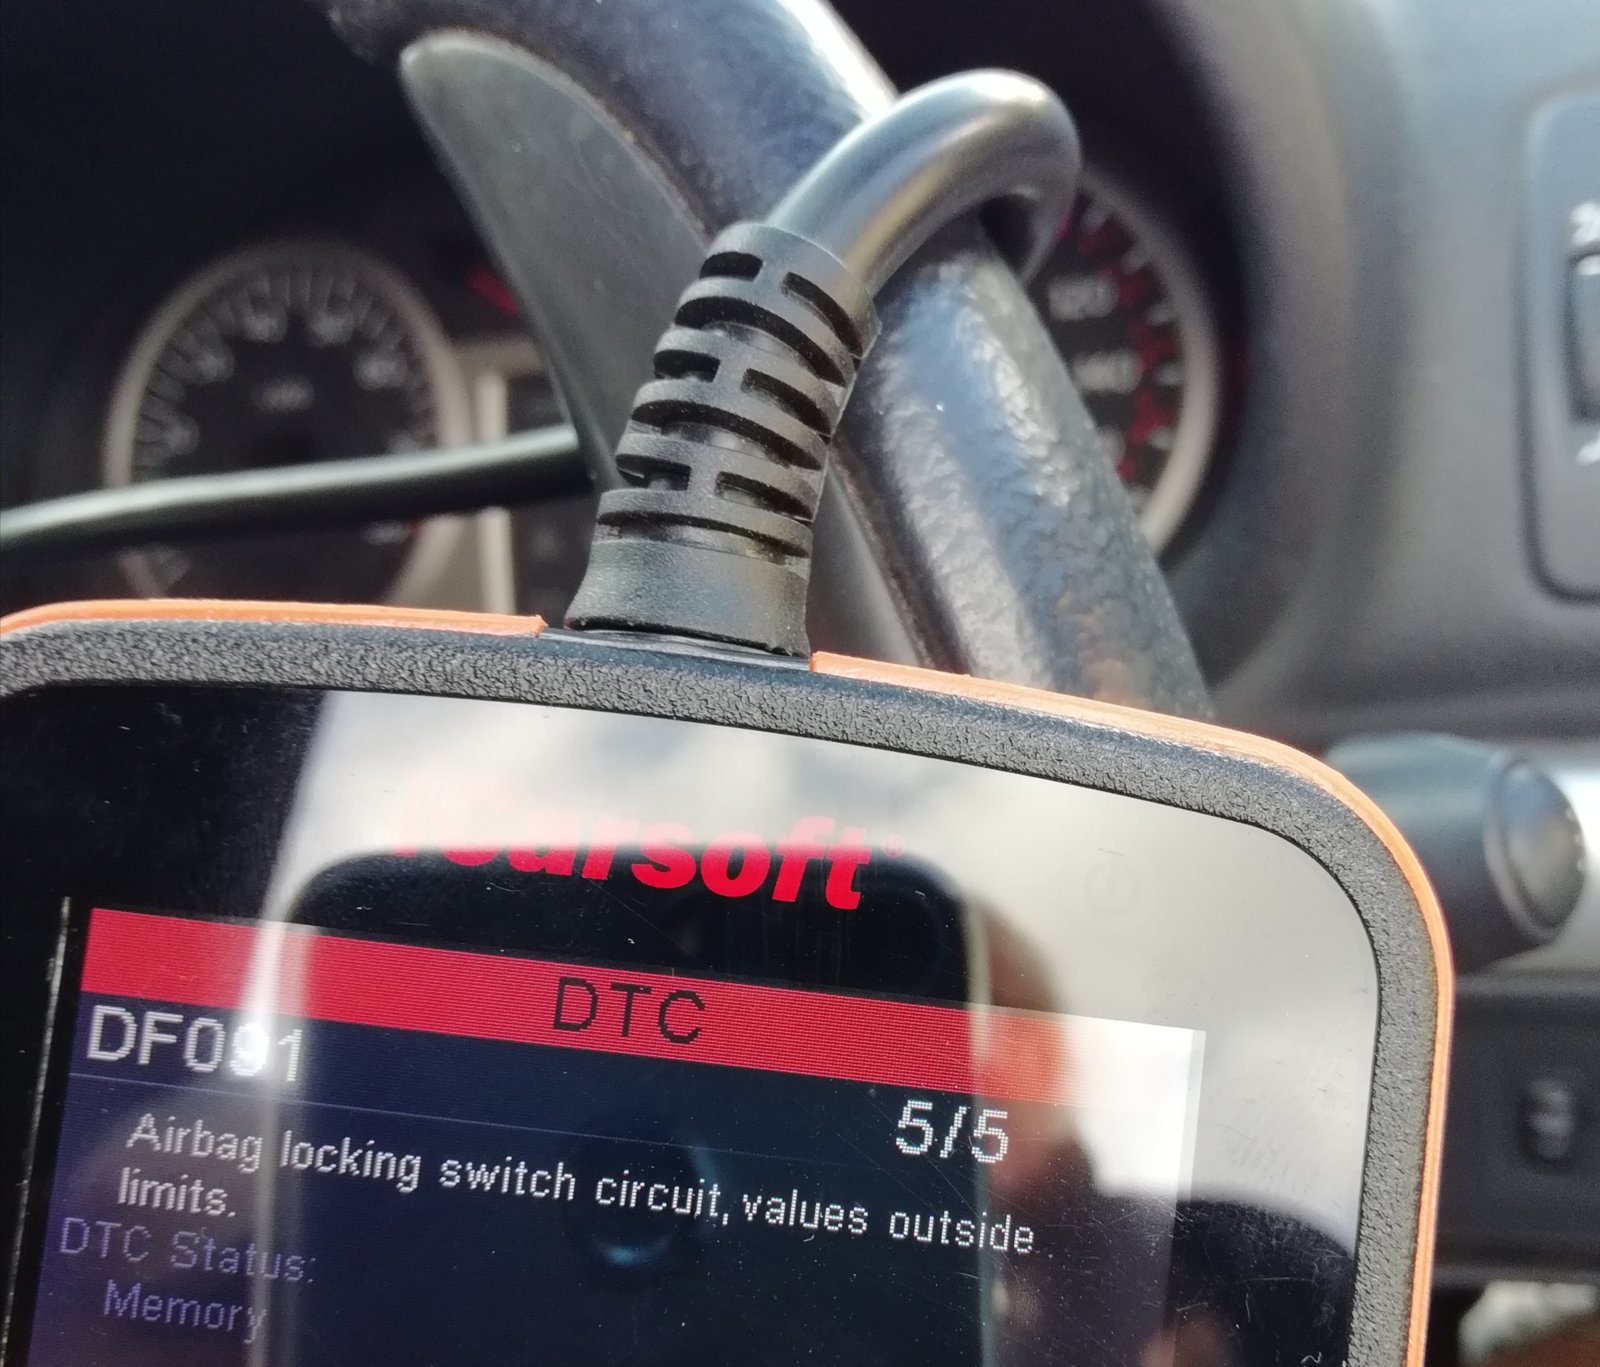 iCarsoft®
DTC
DF091
5/5
Airbag locking switch circuit, values outside
limits.
DTC Status:
Memory